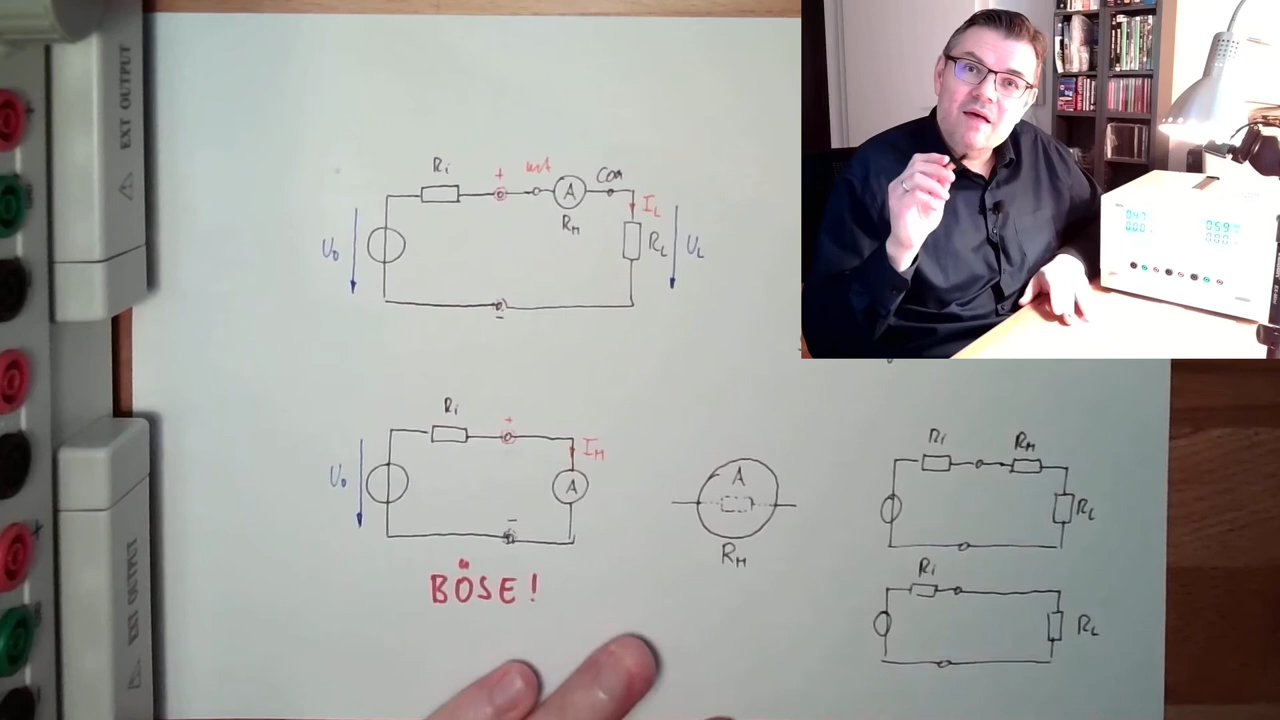 EXT OUTPUT
Ri
+
mA
A
Com
RM
IL
U0
RL
UL
-
Ri
+
IM
U0
A
-
BÖSE!
A
RM
Ri
RM
RL
Ri
RL
EXT OUTPUT